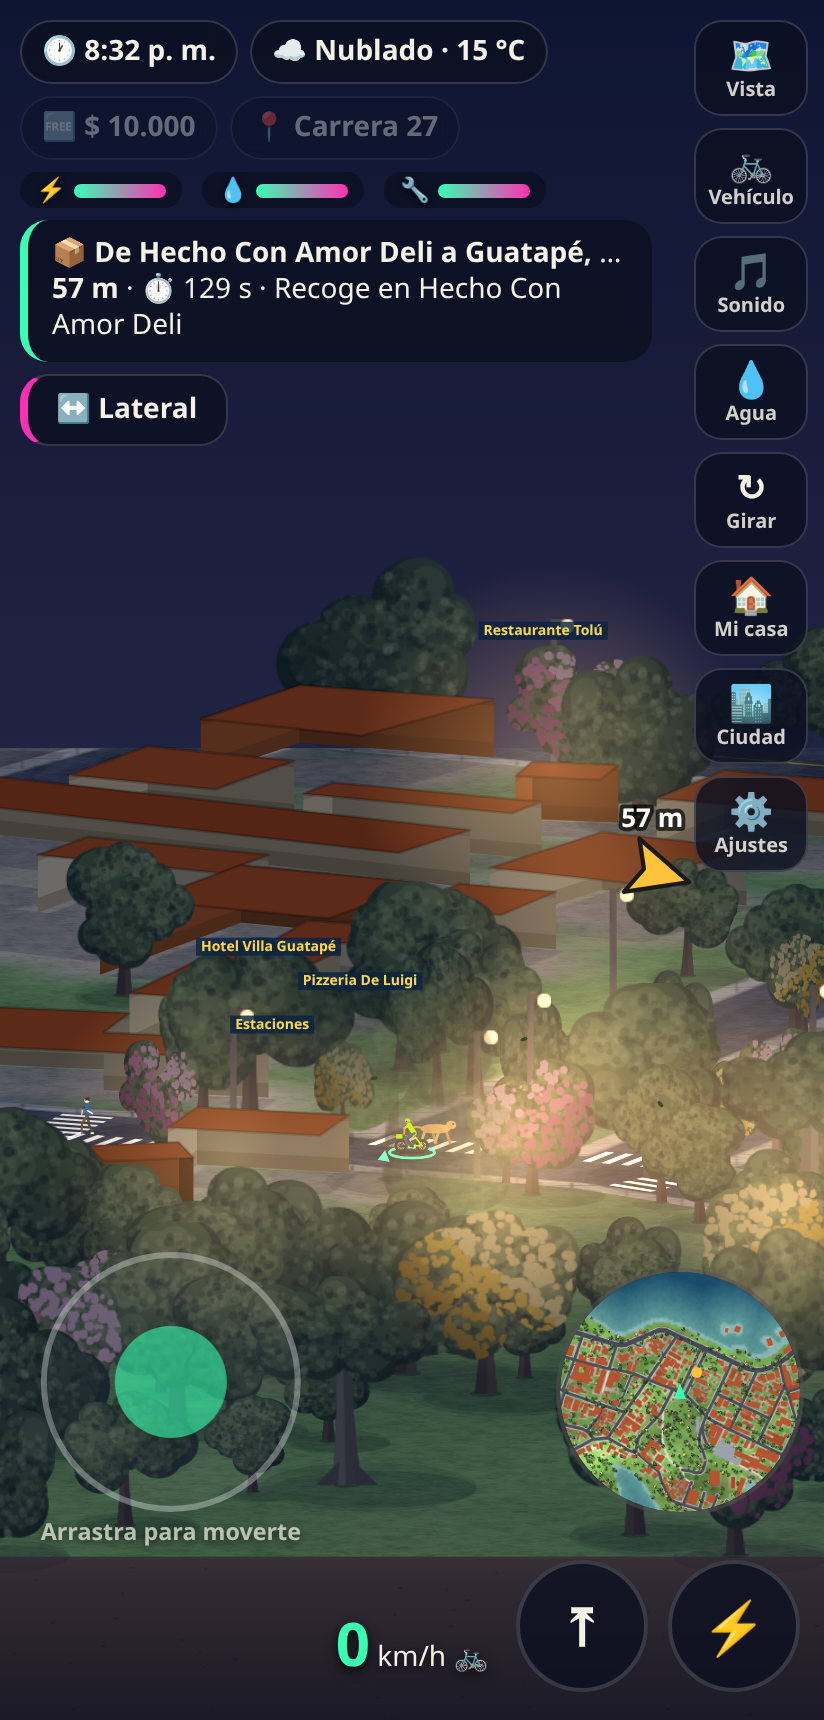 8:32 p. m.
Nublado · 15 °C
FREE $ 10.000
Carrera 27
De Hecho Con Amor Deli a Guatapé, ...
57 m · 129 s · Recoge en Hecho Con
Amor Deli
Lateral
Vista
Vehículo
Sonido
Agua
Girar
Mi casa
Ciudad
Ajustes
Restaurante Tolú
57 m
Hotel Villa Guatapé
Pizzeria De Luigi
Estaciones
Arrastra para moverte
0 km/h